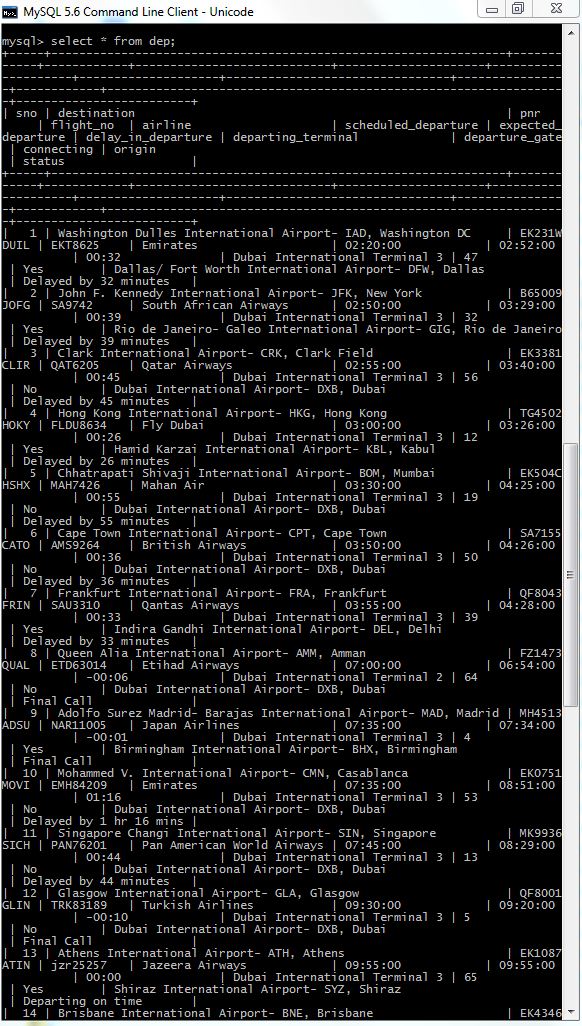 MySQL 5.6 Command Line Client - Unicode
mysql> select * from dep;
+-----+--------------------------------------------------------+-------
-----+-----------+-------------------------+---------------------+---------
----------+--------------------+------------------------------+---------------
-+------------+-------------------------------------------------------
-+-----------------------+
| sno | destination | pnr
| flight_no | airline | scheduled_departure | expected_
departure | delay_in_departure | departing_terminal | departure_gate
| connecting | origin
| status |
+-----+--------------------------------------------------------+-------
-----+-----------+-------------------------+---------------------+---------
----------+--------------------+------------------------------+---------------
-+------------+-------------------------------------------------------
-+-----------------------+
| 1 | Washington Dulles International Airport- IAD, Washington DC | EK231W
DUIL | EKT8625 | Emirates | 02:20:00 | 02:52:00
| 00:32 | Dubai International Terminal 3 | 47
| Yes | Dallas/ Fort Worth International Airport- DFW, Dallas
| Delayed by 32 minutes |
| 2 | John F. Kennedy International Airport- JFK, New York | B65009
JOFG | SA9742 | South African Airways | 02:50:00 | 03:29:00
| 00:39 | Dubai International Terminal 3 | 32
| Yes | Rio de Janeiro- Galeo International Airport- GIG, Rio de Janeiro
| Delayed by 39 minutes |
| 3 | Clark International Airport- CRK, Clark Field | EK3381
CLIR | QAT6205 | Qatar Airways | 02:55:00 | 03:40:00
| 00:45 | Dubai International Terminal 3 | 56
| No | Dubai International Airport- DXB, Dubai
| Delayed by 45 minutes |
| 4 | Hong Kong International Airport- HKG, Hong Kong | TG4502
HOKY | FLDU8634 | Fly Dubai | 03:00:00 | 03:26:00
| 00:26 | Dubai International Terminal 3 | 12
| Yes | Hamid Karzai International Airport- KBL, Kabul
| Delayed by 26 minutes |
| 5 | Chhatrapati Shivaji International Airport- BOM, Mumbai | EK504C
HSHX | MAH7426 | Mahan Air | 03:30:00 | 04:25:00
| 00:55 | Dubai International Terminal 3 | 19
| No | Dubai International Airport- DXB, Dubai
| Delayed by 55 minutes |
| 6 | Cape Town International Airport- CPT, Cape Town | SA7155
CATO | AMS9264 | British Airways | 03:50:00 | 04:26:00
| 00:36 | Dubai International Terminal 3 | 50
| No | Dubai International Airport- DXB, Dubai
| Delayed by 36 minutes |
| 7 | Frankfurt International Airport- FRA, Frankfurt | QF8043
FRIN | SAU3310 | Qantas Airways | 03:55:00 | 04:28:00
| 00:33 | Dubai International Terminal 3 | 39
| Yes | Indira Gandhi International Airport- DEL, Delhi
| Delayed by 33 minutes |
| 8 | Queen Alia International Airport- AMM, Amman | FZ1473
QUAL | ETD63014 | Etihad Airways | 07:00:00 | 06:54:00
| -00:06 | Dubai International Terminal 2 | 64
| No | Dubai International Airport- DXB, Dubai
| Final Call |
| 9 | Adolfo Surez Madrid- Barajas International Airport- MAD, Madrid | MH4513
ADSU | NAR11005 | Japan Airlines | 07:35:00 | 07:34:00
| -00:01 | Dubai International Terminal 3 | 4
| Yes | Birmingham International Airport- BHX, Birmingham
| Final Call |
| 10 | Mohammed V. International Airport- CMN, Casablanca | EK0751
MOVI | EMH84209 | Emirates | 07:35:00 | 08:51:00
| 01:16 | Dubai International Terminal 3 | 53
| No | Dubai International Airport- DXB, Dubai
| Delayed by 1 hr 16 mins |
| 11 | Singapore Changi International Airport- SIN, Singapore | MK9936
SICH | PAN76201 | Pan American World Airways | 07:45:00 | 08:29:00
| 00:44 | Dubai International Terminal 3 | 13
| No | Dubai International Airport- DXB, Dubai
| Delayed by 44 minutes |
| 12 | Glasgow International Airport- GLA, Glasgow | QF8001
GLIN | TRK83189 | Turkish Airlines | 09:30:00 | 09:20:00
| -00:10 | Dubai International Terminal 3 | 5
| No | Dubai International Airport- DXB, Dubai
| Final Call |
| 13 | Athens International Airport- ATH, Athens | EK1087
ATIN | jzr25257 | Jazeera Airways | 09:55:00 | 09:55:00
| 00:00 | Dubai International Terminal 3 | 65
| Yes | Shiraz International Airport- SYZ, Shiraz
| Departing on time |
| 14 | Brisbane International Airport- BNE, Brisbane | EK4346